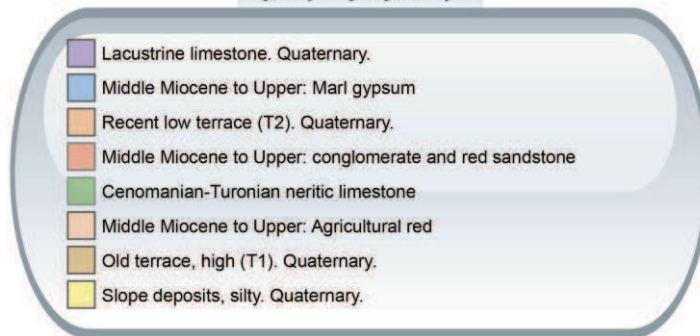 Lacustrine limestone. Quaternary.
Middle Miocene to Upper: Marl gypsum
Recent low terrace (T2). Quaternary.
Middle Miocene to Upper: conglomerate and red sandstone
Cenomanian-Turonian neritic limestone
Middle Miocene to Upper: Agricultural red
Old terrace, high (T1). Quaternary.
Slope deposits, silty. Quaternary.